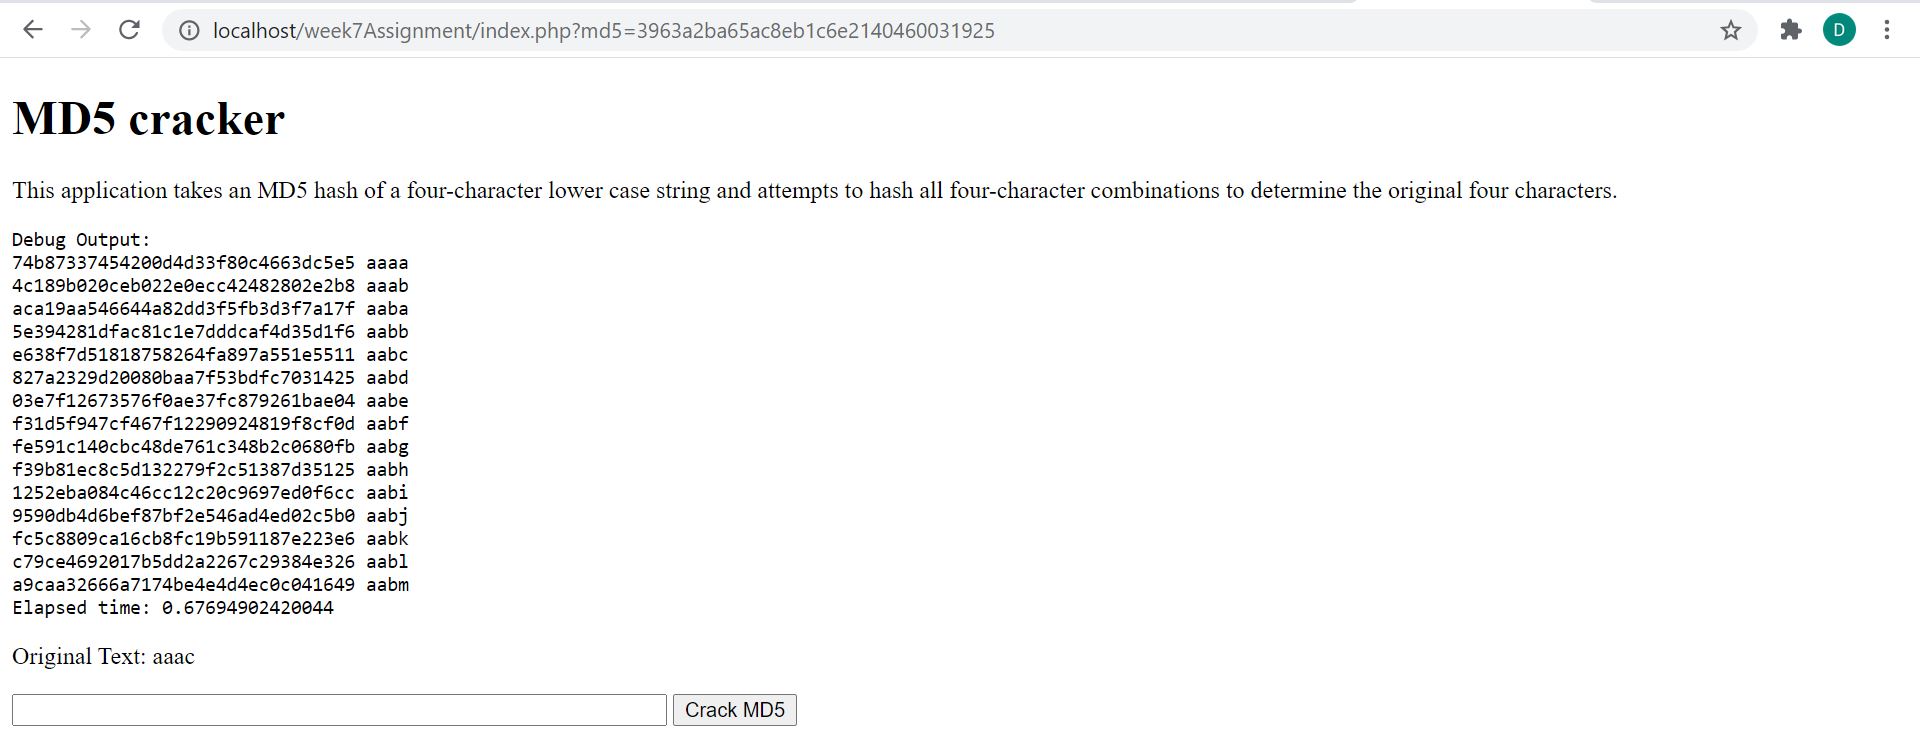 localhost/week7Assignment/index.php?md5=3963a2ba65ac8eb1c6e2140460031925
D
MD5 cracker
This application takes an MD5 hash of a four-character lower case string and attempts to hash all four-character combinations to determine the original four characters.
Debug Output:
74b87337454200d4d33f80c4663dc5e5 aaaa
4c189b020ceb022e0ecc42482802e2b8 aaab
aca19aa546644a82dd3f5fb3d3f7a17f aaba
5e394281dfac81c1e7dddcaf4d35d1f6 aabb
e638f7d51818758264fa897a551e5511 aabc
827a2329d20080baa7f53bdfc7031425 aabd
03e7f12673576f0ae37fc879261bae04 aabe
f31d5f947cf467f12290924819f8cf0d aabf
fe591c140cbc48de761c348b2c0680fb aabg
f39b81ec8c5d132279f2c51387d35125 aabh
1252eba084c46cc12c20c9697ed0f6cc aabi
9590db4d6bef87bf2e546ad4ed02c5b0 aabj
fc5c8809ca16cb8fc19b591187e223e6 aabk
c79ce4692017b5dd2a2267c29384e326 aabl
a9caa32666a7174be4e4d4ec0c041649 aabm
Elapsed time: 0.67694902420044
Original Text: aaac
Crack MD5